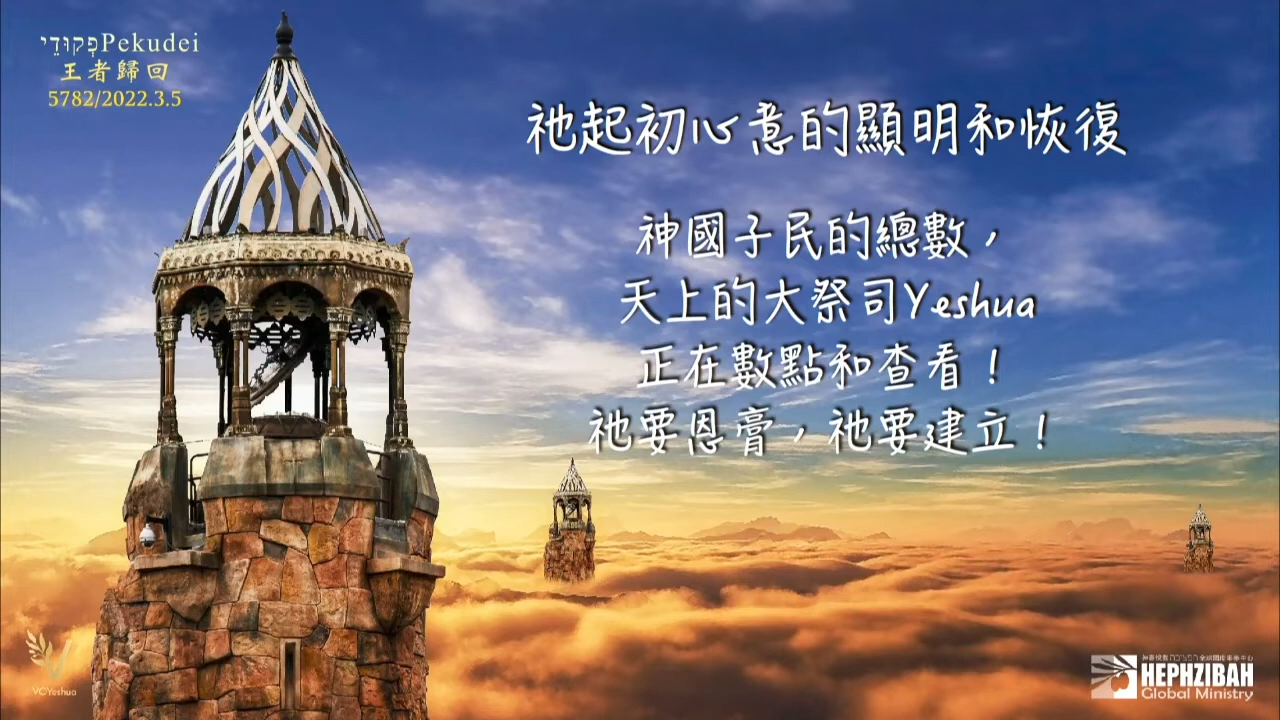 פְקוּדֵיPekudei
王者歸回
5782/2022.3.5
祂起初心意的顯明和恢復
神國子民的總數，
天上的大祭司Yeshua
正在數點和查看！
祂要恩膏，祂要建立！
VCYeshua
HEPHZIBAH
Global Ministry